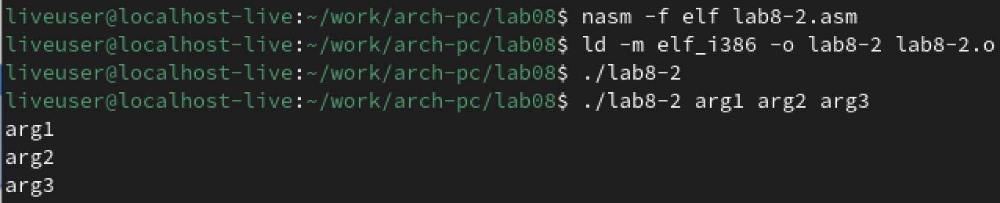 liveuser@localhost-live:~/work/arch-pc/lab08$ nasm -f elf lab8-2.asm
liveuser@localhost-live:~/work/arch-pc/lab08$ ld -m elf_i386 -o lab8-2 lab8-2.o
liveuser@localhost-live:~/work/arch-pc/lab08$ ./lab8-2
liveuser@localhost-live:~/work/arch-pc/lab08$ ./lab8-2 arg1 arg2 arg3
arg1
arg2
arg3